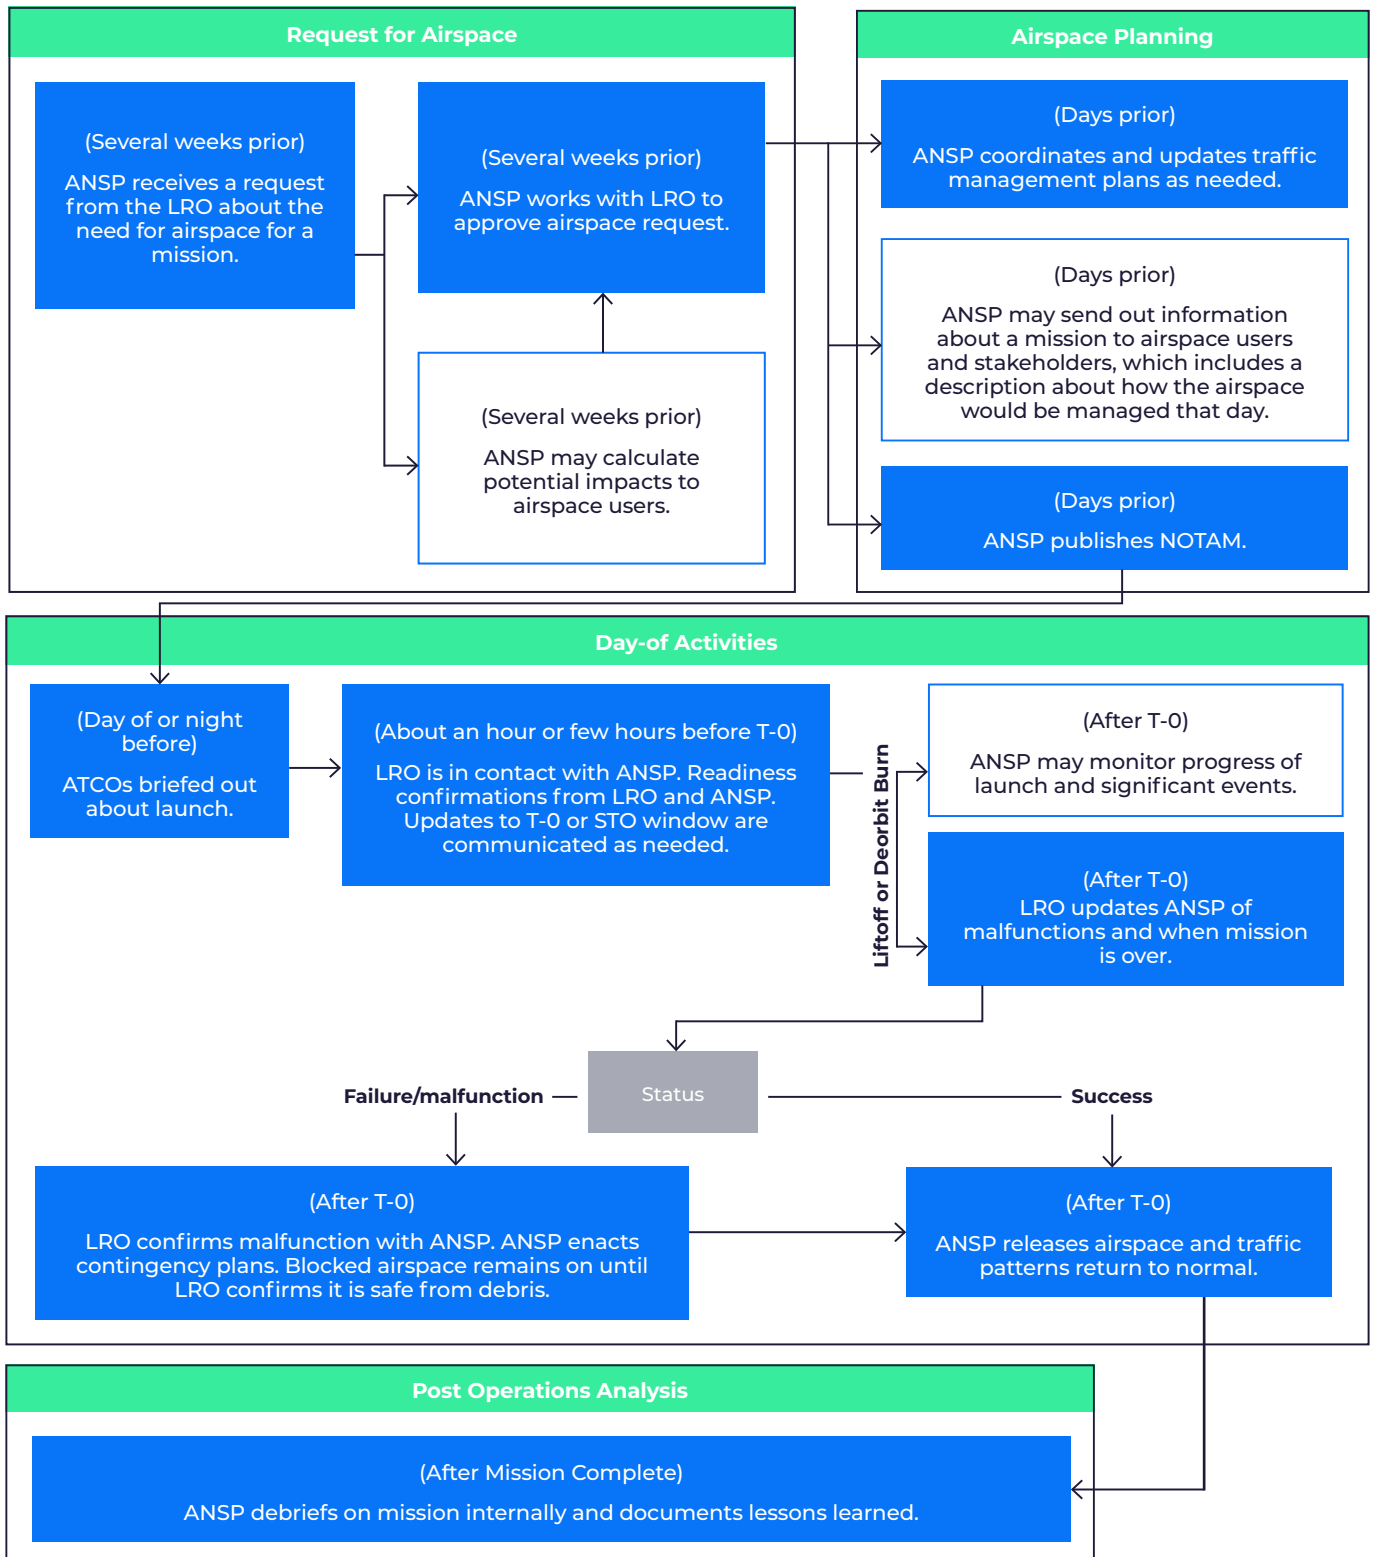 Request for Airspace
(Several weeks prior)
ANSP receives a request
from the LRO about the
need for airspace for a
mission.
(Several weeks prior)
ANSP works with LRO to
approve airspace request.
(Several weeks prior)
ANSP may calculate
potential impacts to
airspace users.
Airspace Planning
(Days prior)
ANSP coordinates and updates traffic
management plans as needed.
(Days prior)
ANSP may send out information
about a mission to airspace users
and stakeholders, which includes a
description about how the airspace
would be managed that day.
(Days prior)
ANSP publishes NOTAM.
Day-of Activities
(Day of or night
before)
ATCOs briefed out
about launch.
(About an hour or few hours before T-0)
LRO is in contact with ANSP. Readiness
confirmations from LRO and ANSP.
Updates to T-0 or STO window are
communicated as needed.
Liftoff or Deorbit Burn
(After T-0)
ANSP may monitor progress of
launch and significant events.
(After T-0)
LRO updates ANSP of
malfunctions and when mission
is over.
Status
Failure/malfunction
Success
(After T-0)
LRO confirms malfunction with ANSP. ANSP enacts
contingency plans. Blocked airspace remains on until
LRO confirms it is safe from debris.
(After T-0)
ANSP releases airspace and traffic
patterns return to normal.
Post Operations Analysis
(After Mission Complete)
ANSP debriefs on mission internally and documents lessons learned.